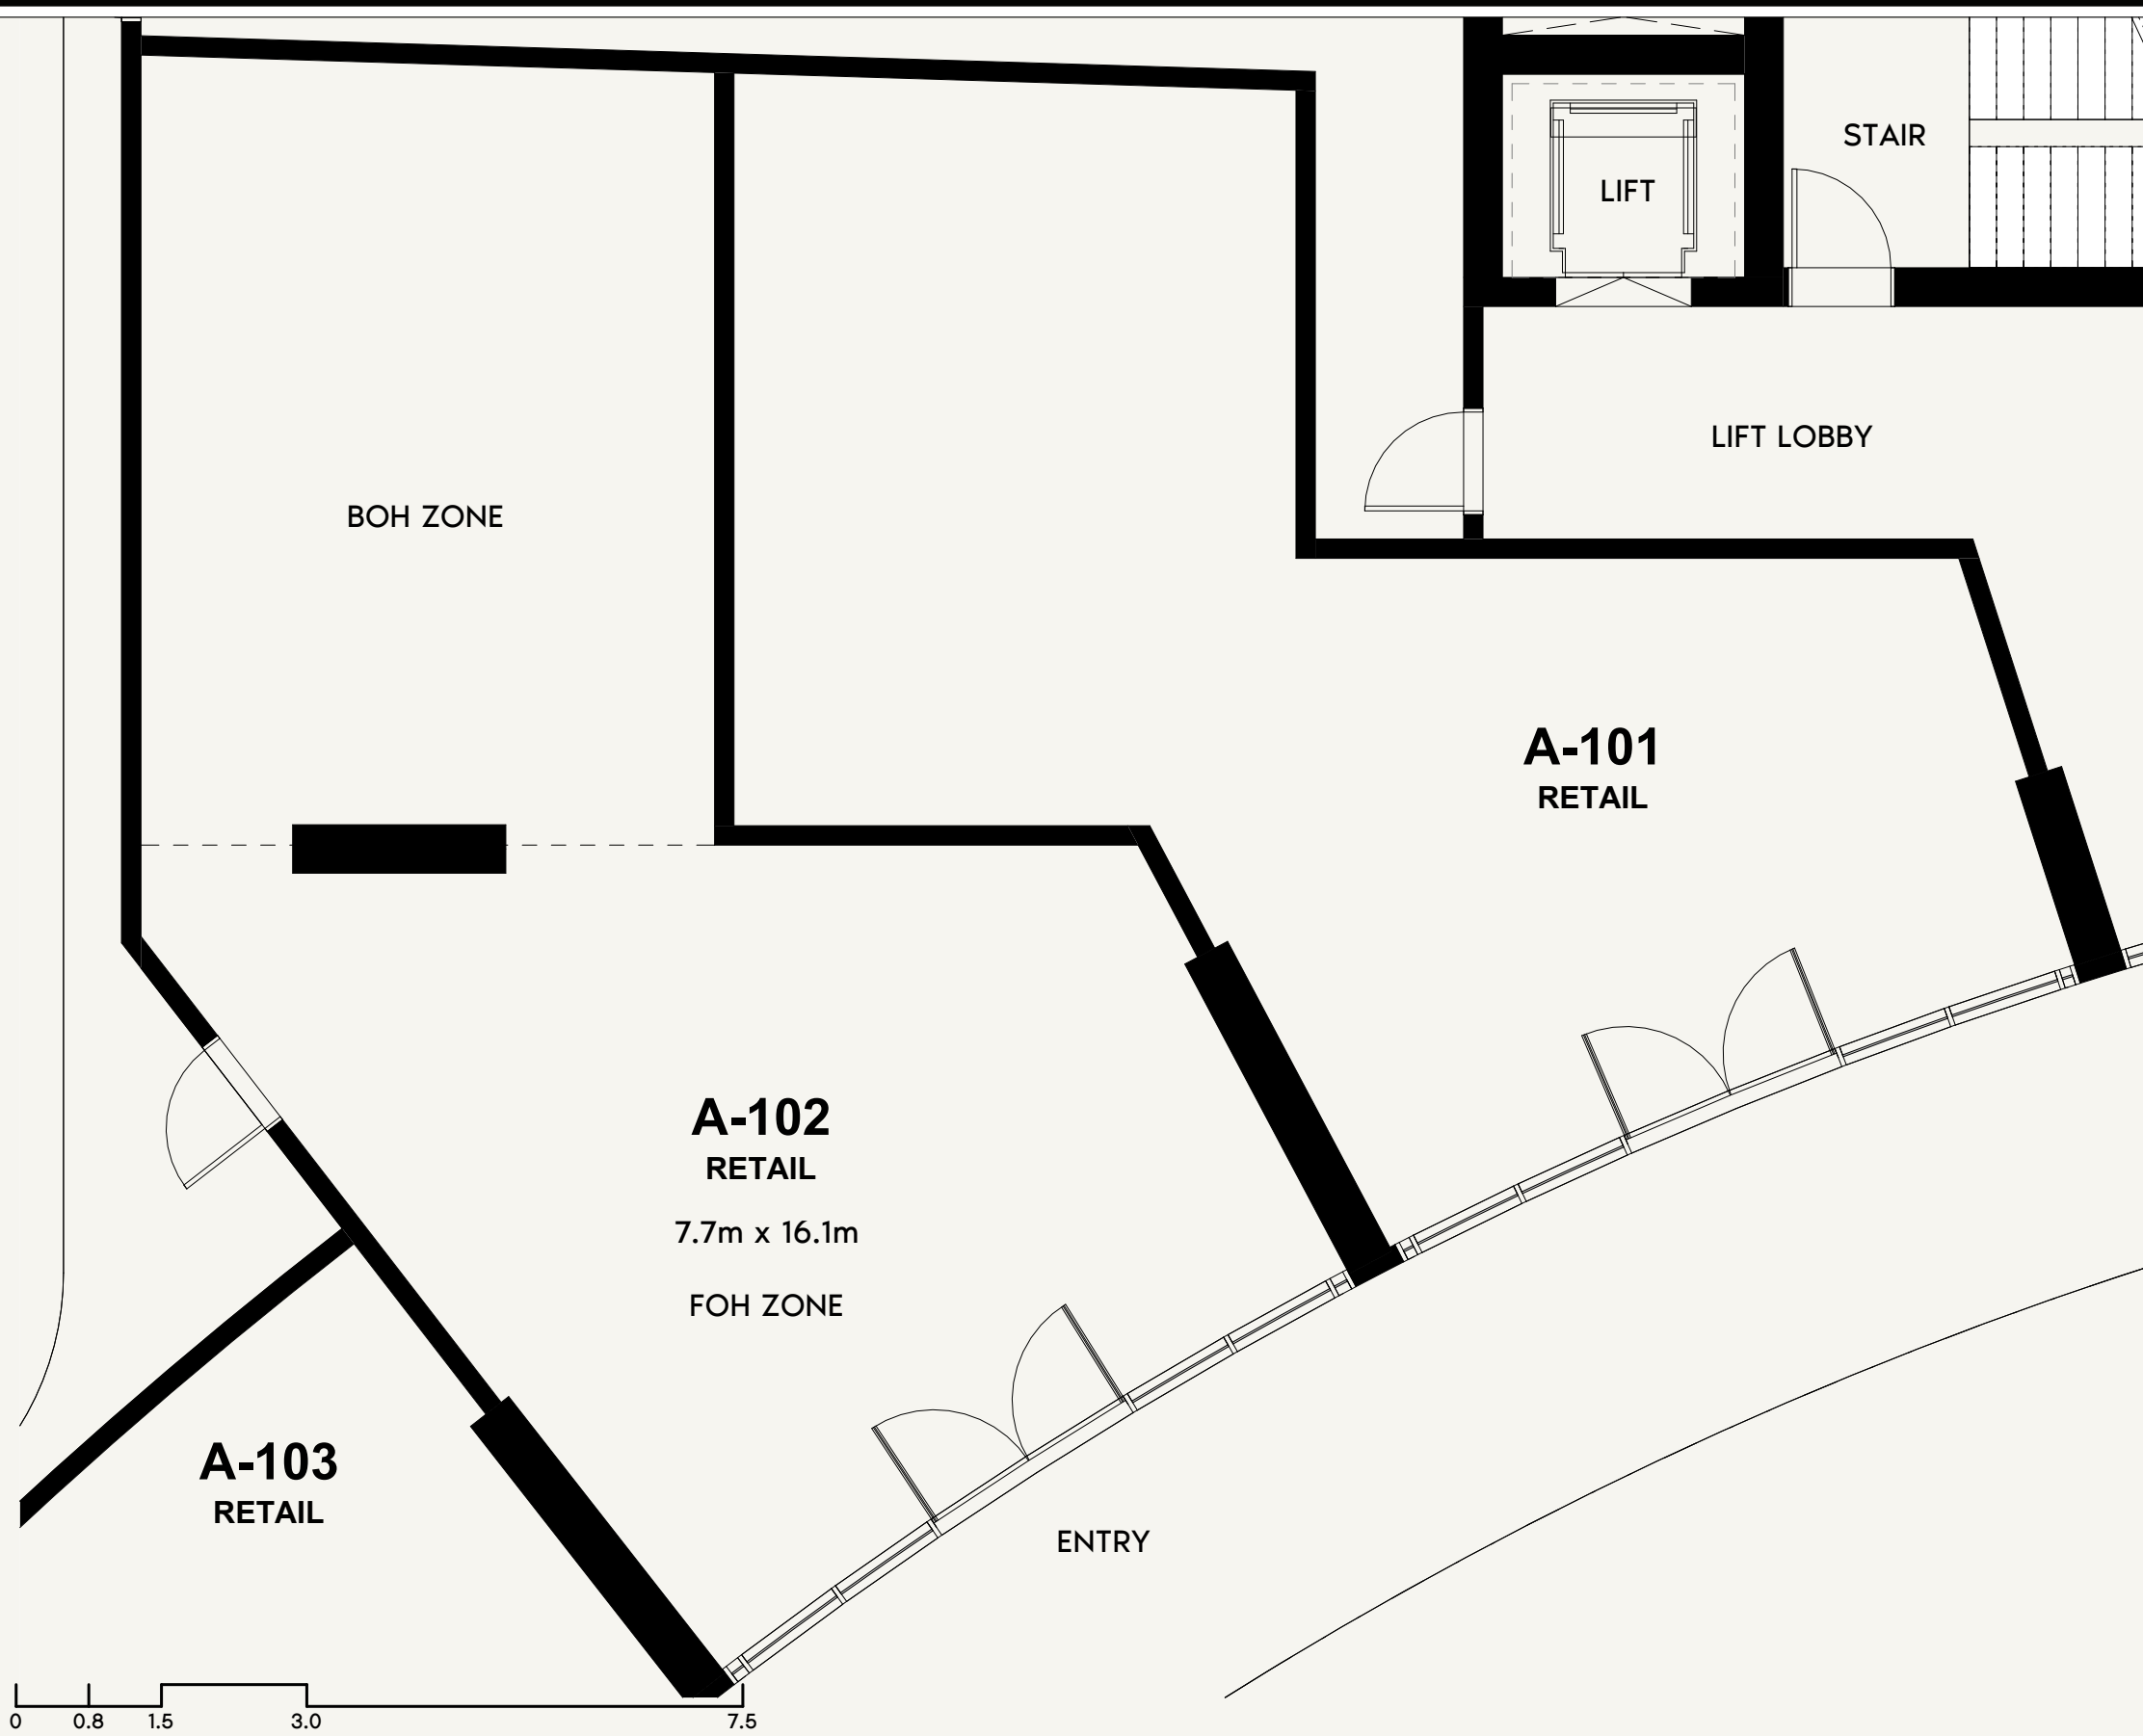 STAIR
LIFT
LIFT LOBBY
BOH ZONE
A-101
RETAIL
A-102
RETAIL
7.7m x 16.1m
FOH ZONE
A-103
RETAIL
ENTRY
0 0.8 1.5 3.0 7.5